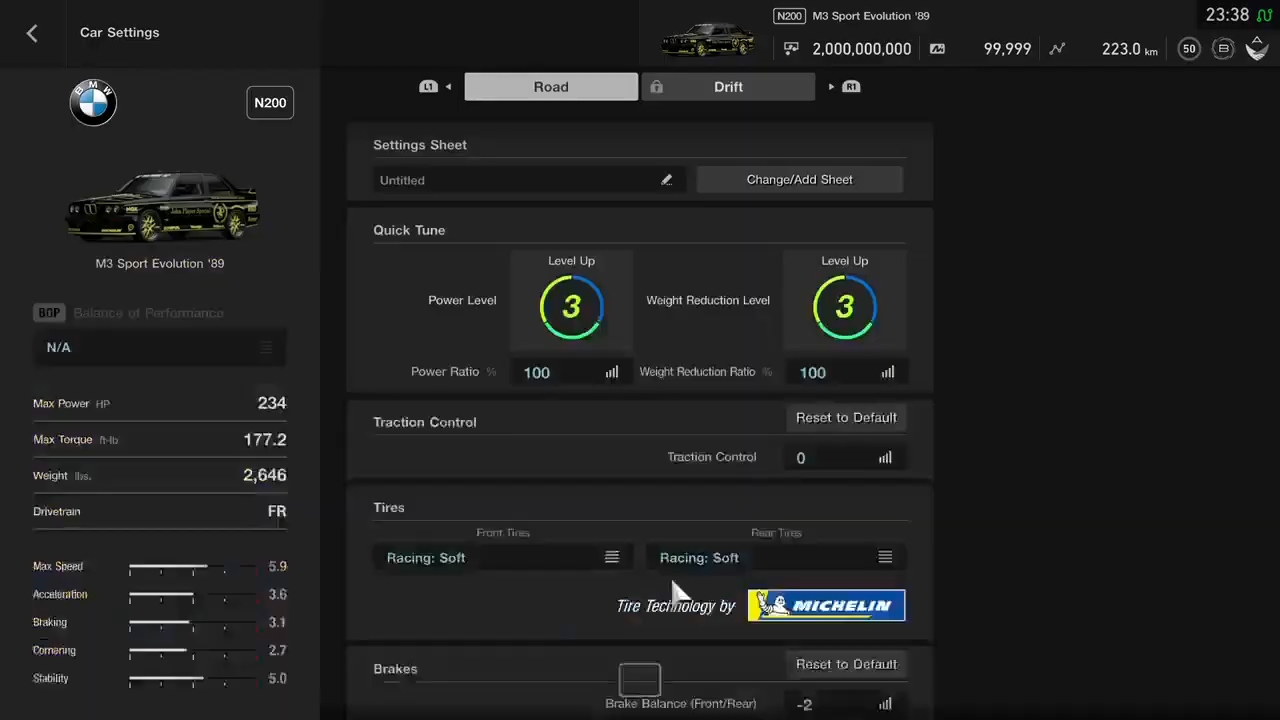 Car Settings
N200 M3 Sport Evolution '89
23:38
2,000,000,000 99,999 223.0 km 50 B A
L1 Road Drift R1
BMW
N200
Settings Sheet
Untitled Change/Add Sheet
Quick Tune
John Player Special
M3 Sport Evolution '89
Level Up Level Up
Power Level 3 Weight Reduction Level 3
Power Ratio % 100 Weight Reduction Ratio % 100
BOP Balance of Performance
N/A
Max Power HP 234
Max Torque ft-lb 177.2
Weight lbs. 2,646
Drivetrain FR
Max Speed 5.9
Acceleration 3.6
Braking 3.1
Cornering 2.7
Stability 5.0
Traction Control Reset to Default
Traction Control 0
Tires
Front Tires Rear Tires
Racing: Soft Racing: Soft
Tire Technology by MICHELIN
Brakes Reset to Default
Brake Balance (Front/Rear) -2